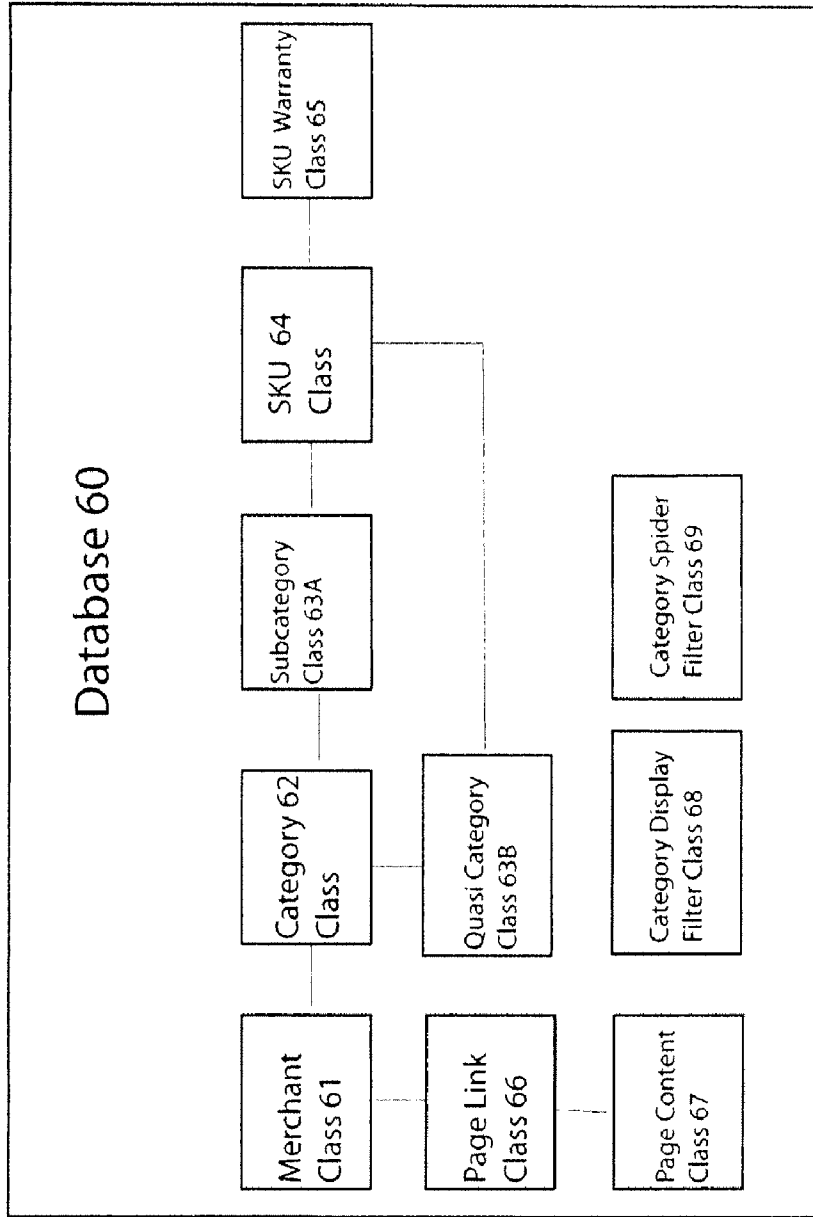 Database 60
Merchant
Class 61
Category 62
Class
Subcategory
Class 63A
SKU 64
Class
SKU Warranty
Class 65
Page Link
Class 66
Quasi Category
Class 63B
Page Content
Class 67
Category Display
Filter Class 68
Category Spider
Filter Class 69